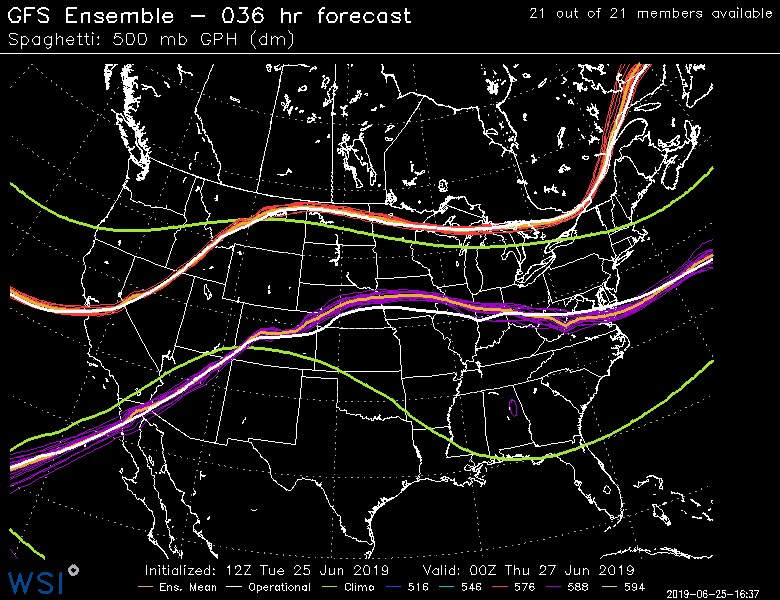 GFS Ensemble – 036 hr forecast
21 out of 21 members available
Spaghetti: 500 mb GPH (dm)
Initialized: 12Z Tue 25 Jun 2019 Valid: 00Z Thu 27 Jun 2019
WSI
Ens. Mean Operational Climo 516 546 576 588 594
2019-06-25-16:37